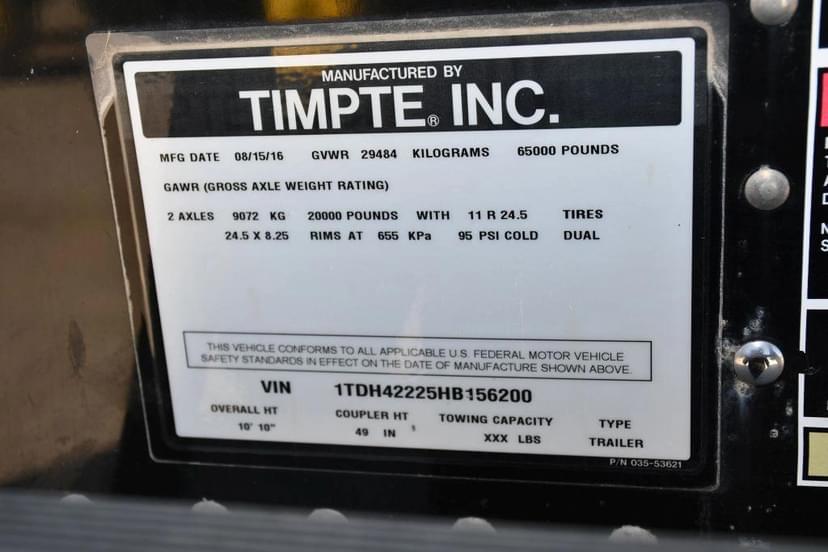 MANUFACTURED BY
TIMPTE® INC.
MFG DATE 08/15/16 GVWR 29484 KILOGRAMS 65000 POUNDS
GAWR (GROSS AXLE WEIGHT RATING)
2 AXLES 9072 KG 20000 POUNDS WITH 11 R 24.5 TIRES
24.5 X 8.25 RIMS AT 655 KPa 95 PSI COLD DUAL
THIS VEHICLE CONFORMS TO ALL APPLICABLE U.S. FEDERAL MOTOR VEHICLE
SAFETY STANDARDS IN EFFECT ON THE DATE OF MANUFACTURE SHOWN ABOVE.
VIN 1TDH42225HB156200
OVERALL HT COUPLER HT TOWING CAPACITY TYPE
10' 10" 49 IN XXX LBS TRAILER
P/N 035-53621